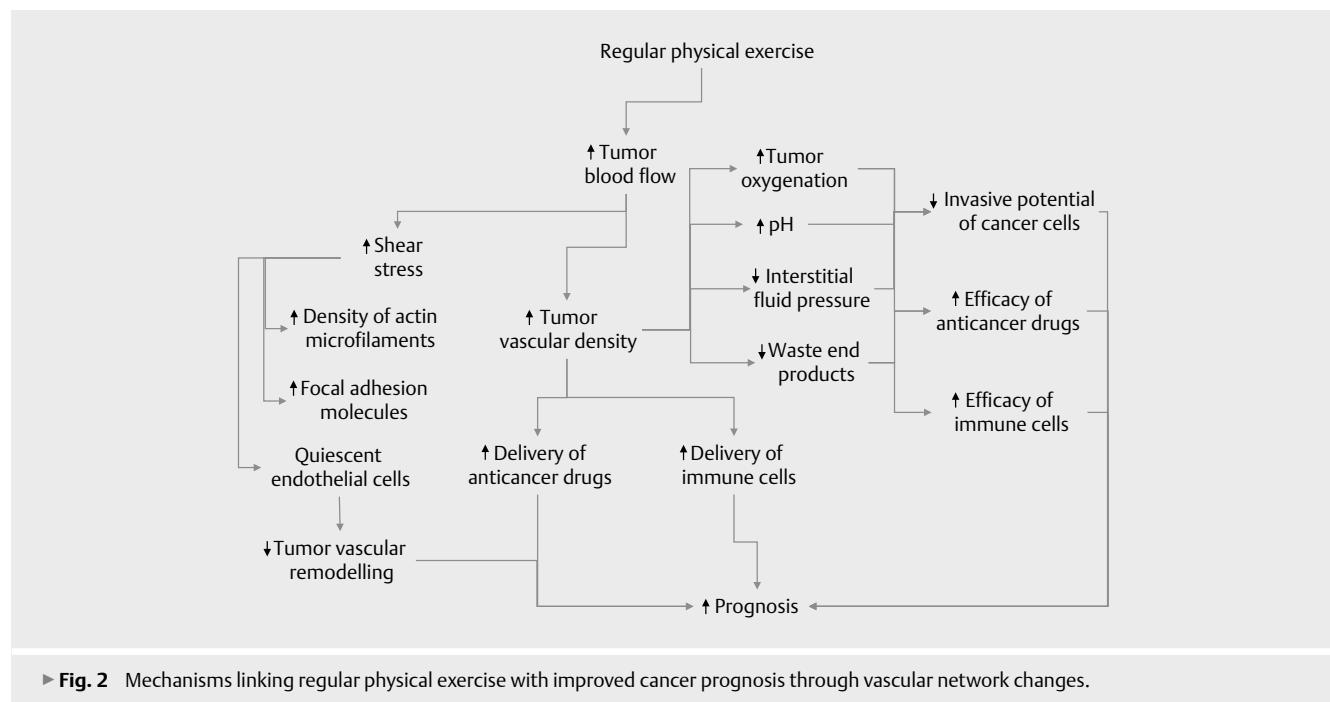 Regular physical exercise
↑Tumor
blood flow
↑Shear
stress
↑Density of actin
microfilaments
↑Focal adhesion
molecules
Quiescent
endothelial cells
↓Tumor vascular
remodelling
↑ Tumor
vascular density
↑Delivery of
anticancer drugs
↑Delivery of
immune cells
↑Tumor
oxygenation
↑ pH
↓ Interstitial
fluid pressure
↓Waste end
products
↓ Invasive potential
of cancer cells
↑ Efficacy of
anticancer drugs
↑ Efficacy of
immune cells
↑ Prognosis
►Fig. 2 Mechanisms linking regular physical exercise with improved cancer prognosis through vascular network changes.